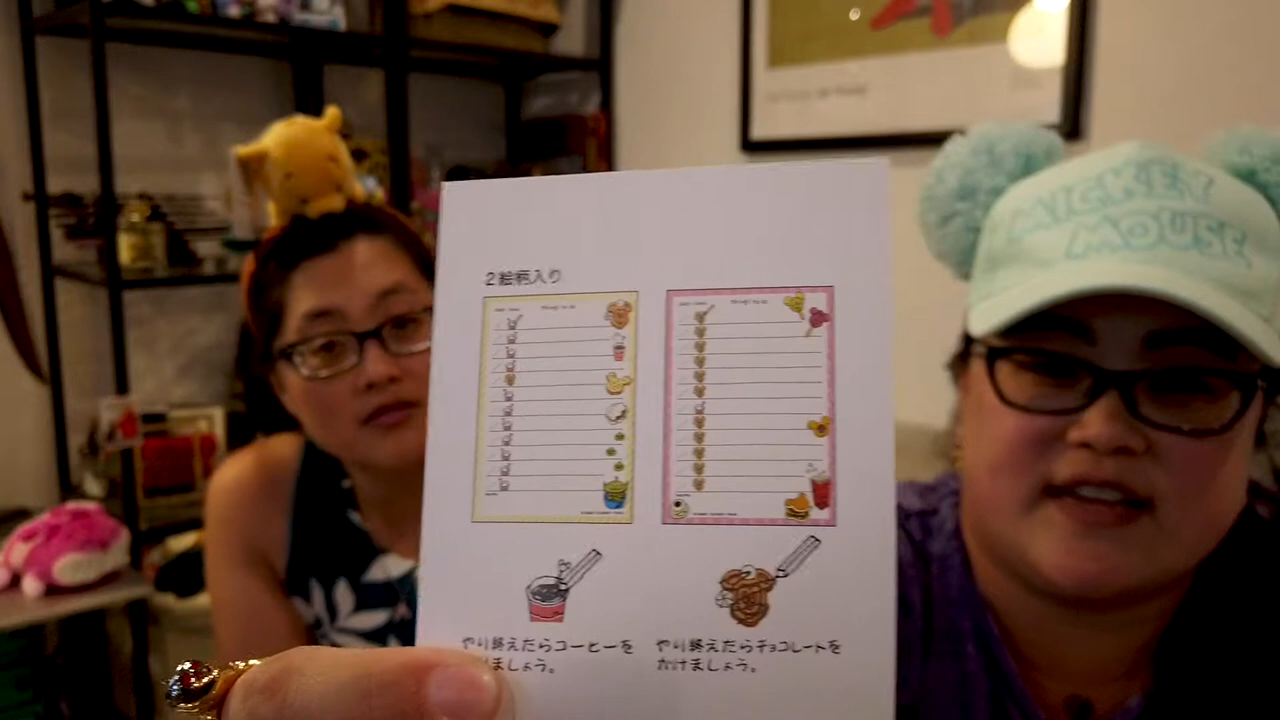 MICKEY
MOUSE
2絵柄入り
やり終えたらコーヒーを
ましょう。
やり終えたらチョコレートを
かけましょう。